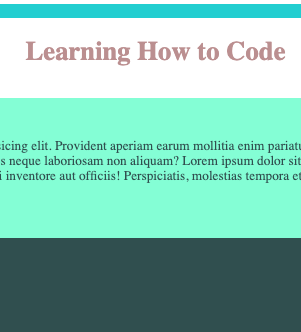 Learning How to Code
sicing elit. Provident aperiam earum mollitia enim pariatu
s neque laboriosam non aliquam? Lorem ipsum dolor sit
i inventore aut officiis! Perspiciatis, molestias tempora et